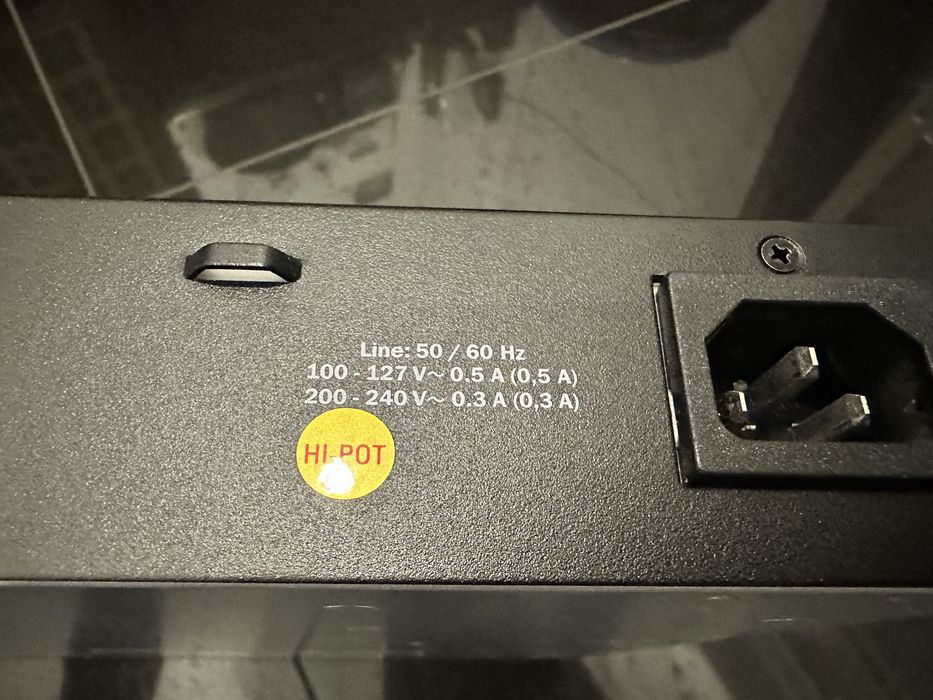 Line: 50 / 60 Hz
100 - 127 V~ 0.5 A (0,5 A)
200 - 240 V~ 0.3 A (0,3 A)
HI-POT